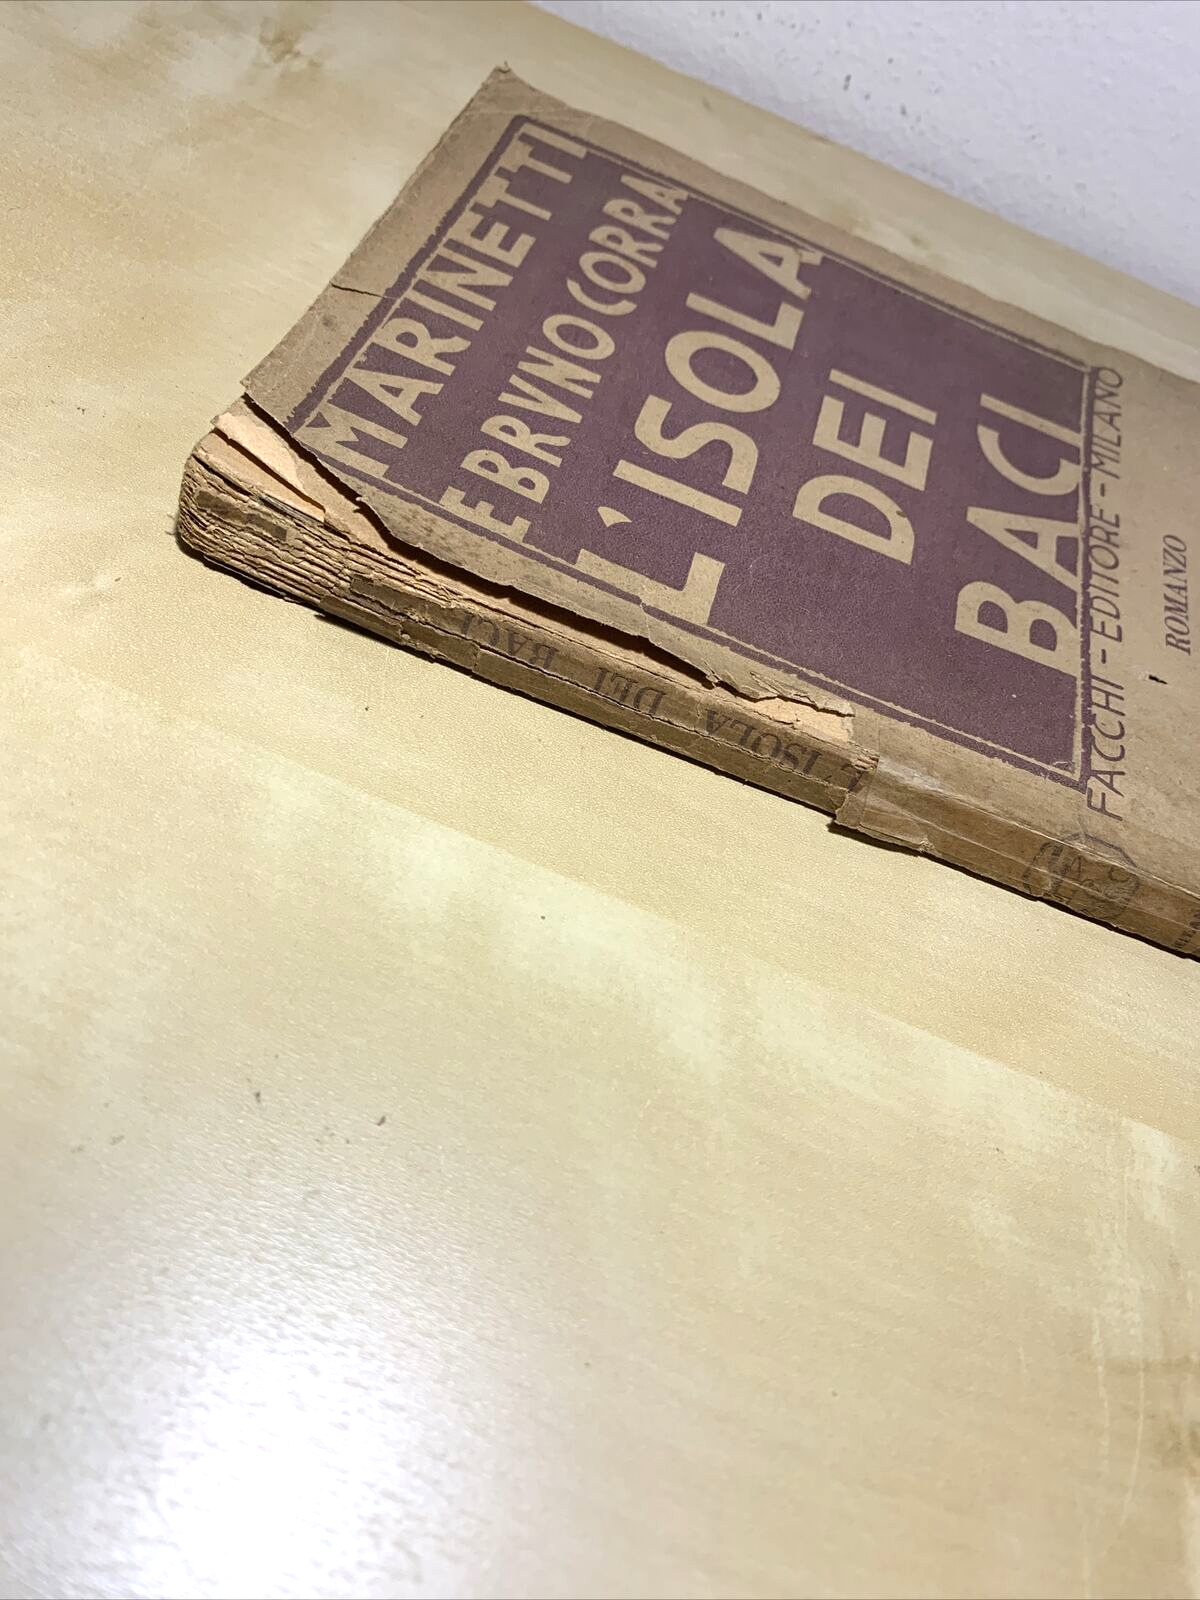 MARINETTI
E BRVNO CORRA
L'ISOLA
DEI
BACI
FACCHI-EDITORE-MILANO
ROMANZO
L'ISOLA DEI BACI